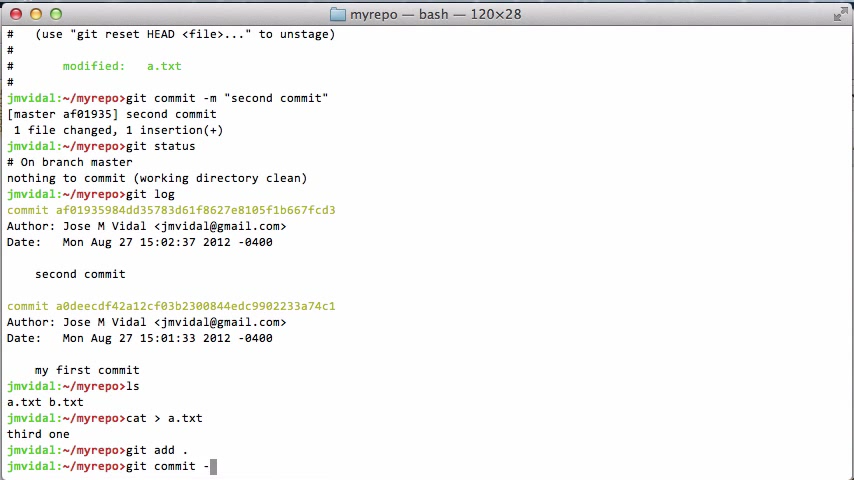 myrepo — bash — 120×28
#   (use "git reset HEAD <file>..." to unstage)
#
#       modified:   a.txt
#
jmvidal:~/myrepo>git commit -m "second commit"
[master af01935] second commit
 1 file changed, 1 insertion(+)
jmvidal:~/myrepo>git status
# On branch master
nothing to commit (working directory clean)
jmvidal:~/myrepo>git log
commit af01935984dd35783d61f8627e8105f1b667fcd3
Author: Jose M Vidal <jmvidal@gmail.com>
Date:   Mon Aug 27 15:02:37 2012 -0400
    second commit
commit a0deecdf42a12cf03b2300844edc9902233a74c1
Author: Jose M Vidal <jmvidal@gmail.com>
Date:   Mon Aug 27 15:01:33 2012 -0400
    my first commit
jmvidal:~/myrepo>ls
a.txt b.txt
jmvidal:~/myrepo>cat > a.txt
third one
jmvidal:~/myrepo>git add .
jmvidal:~/myrepo>git commit -